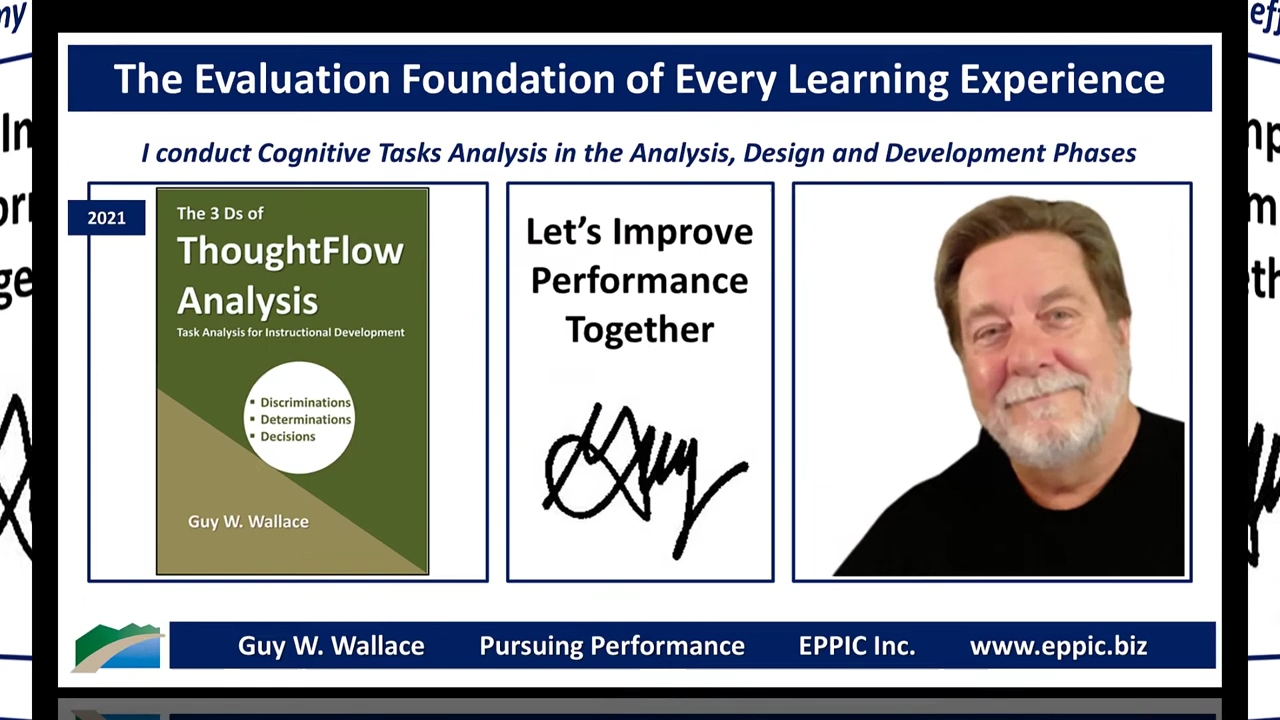 The Evaluation Foundation of Every Learning Experience
I conduct Cognitive Tasks Analysis in the Analysis, Design and Development Phases
2021
The 3 Ds of
ThoughtFlow
Analysis
Task Analysis for Instructional Development
▪ Discriminations
▪ Determinations
▪ Decisions
Guy W. Wallace
Let's Improve
Performance
Together
Guy
Guy W. Wallace Pursuing Performance EPPIC Inc. www.eppic.biz